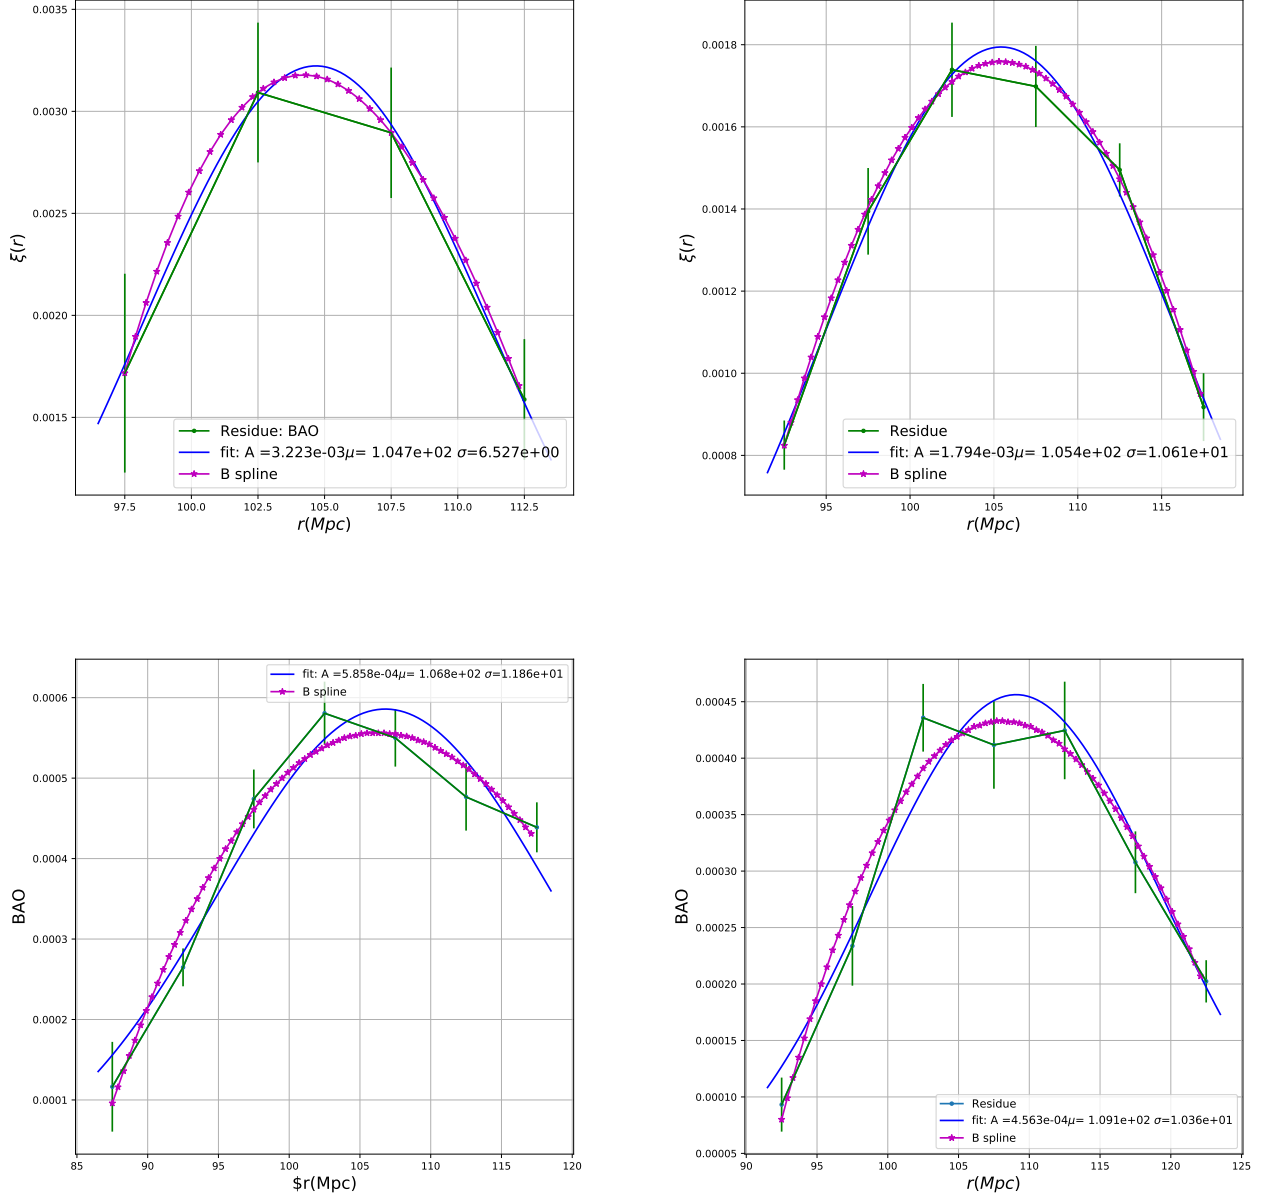 0.0035
0.0030
0.0025
0.0020
0.0015
ξ(r)
97.5 100.0 102.5 105.0 107.5 110.0 112.5
r(Mpc)
Residue: BAO
fit: A =3.223e-03μ= 1.047e+02 σ=6.527e+00
B spline
0.0018
0.0016
0.0014
0.0012
0.0010
0.0008
ξ(r)
95 100 105 110 115
r(Mpc)
Residue
fit: A =1.794e-03μ= 1.054e+02 σ=1.061e+01
B spline
fit: A =5.858e-04μ= 1.068e+02 σ=1.186e+01
B spline
0.0006
0.0005
0.0004
0.0003
0.0002
0.0001
BAO
85 90 95 100 105 110 115 120
$r(Mpc)
0.00045
0.00040
0.00035
0.00030
0.00025
0.00020
0.00015
0.00010
0.00005
BAO
Residue
fit: A =4.563e-04μ= 1.091e+02 σ=1.036e+01
B spline
90 95 100 105 110 115 120 125
r(Mpc)